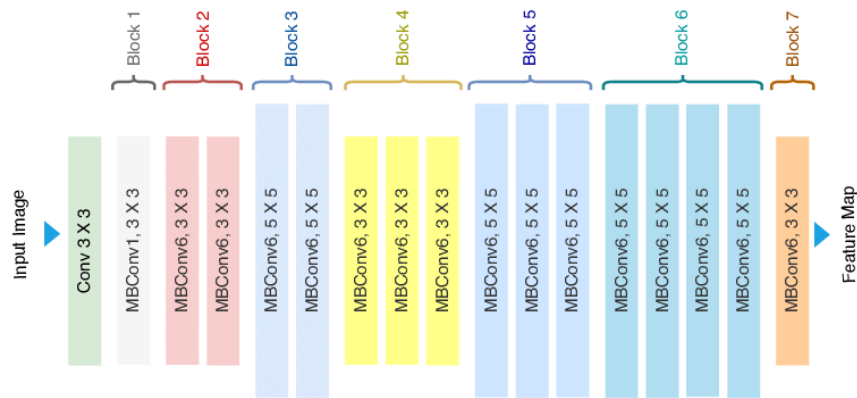 Block 1
Block 2
Block 3
Block 4
Block 5
Block 6
Block 7
Input Image
Conv 3 X 3
MBConv1, 3 X 3
MBConv6, 3 X 3
MBConv6, 3 X 3
MBConv6, 5 X 5
MBConv6, 5 X 5
MBConv6, 3 X 3
MBConv6, 3 X 3
MBConv6, 3 X 3
MBConv6, 5 X 5
MBConv6, 5 X 5
MBConv6, 5 X 5
MBConv6, 5 X 5
MBConv6, 5 X 5
MBConv6, 5 X 5
MBConv6, 5 X 5
MBConv6, 3 X 3
Feature Map